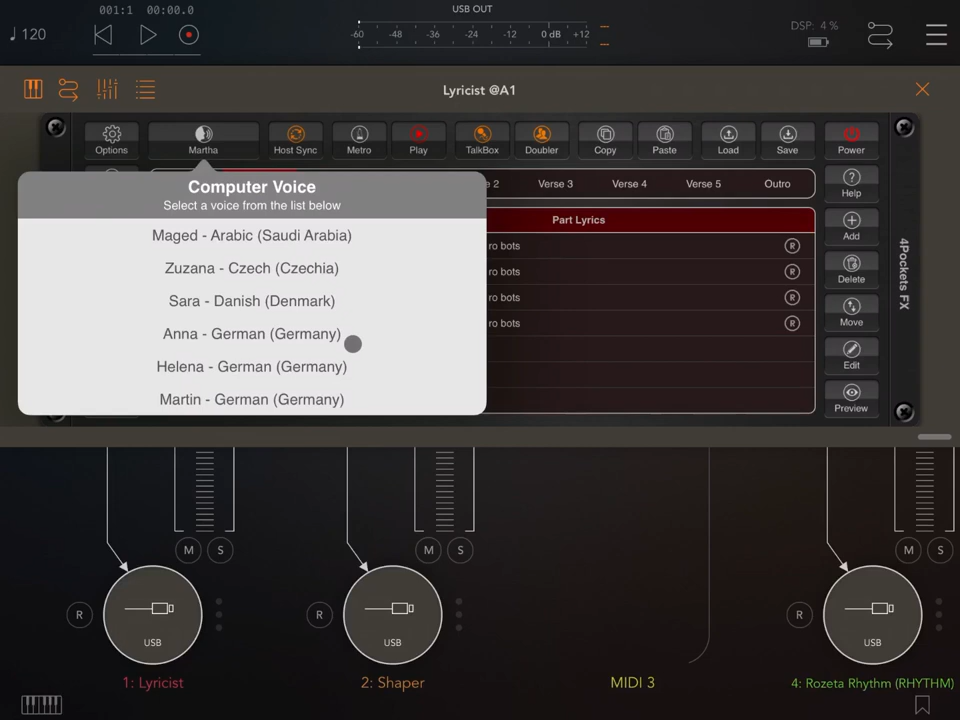 001:1 00:00.0
USB OUT
120
-60 -48 -36 -24 -12 0 dB +12
DSP: 4 %
Lyricist @A1
Options Martha Host Sync Metro Play TalkBox Doubler Copy Paste Load Save Power
Computer Voice
Select a voice from the list below
e 2 Verse 3 Verse 4 Verse 5 Outro
Help
Part Lyrics
Maged - Arabic (Saudi Arabia)
ro bots R
Add
Zuzana - Czech (Czechia)
ro bots R
Delete
Sara - Danish (Denmark)
ro bots R
Move
Anna - German (Germany)
ro bots R
Edit
Helena - German (Germany)
Martin - German (Germany)
Preview
4Pockets FX
M S M S M S
R USB R USB R USB
1: Lyricist 2: Shaper MIDI 3 4: Rozeta Rhythm (RHYTHM)